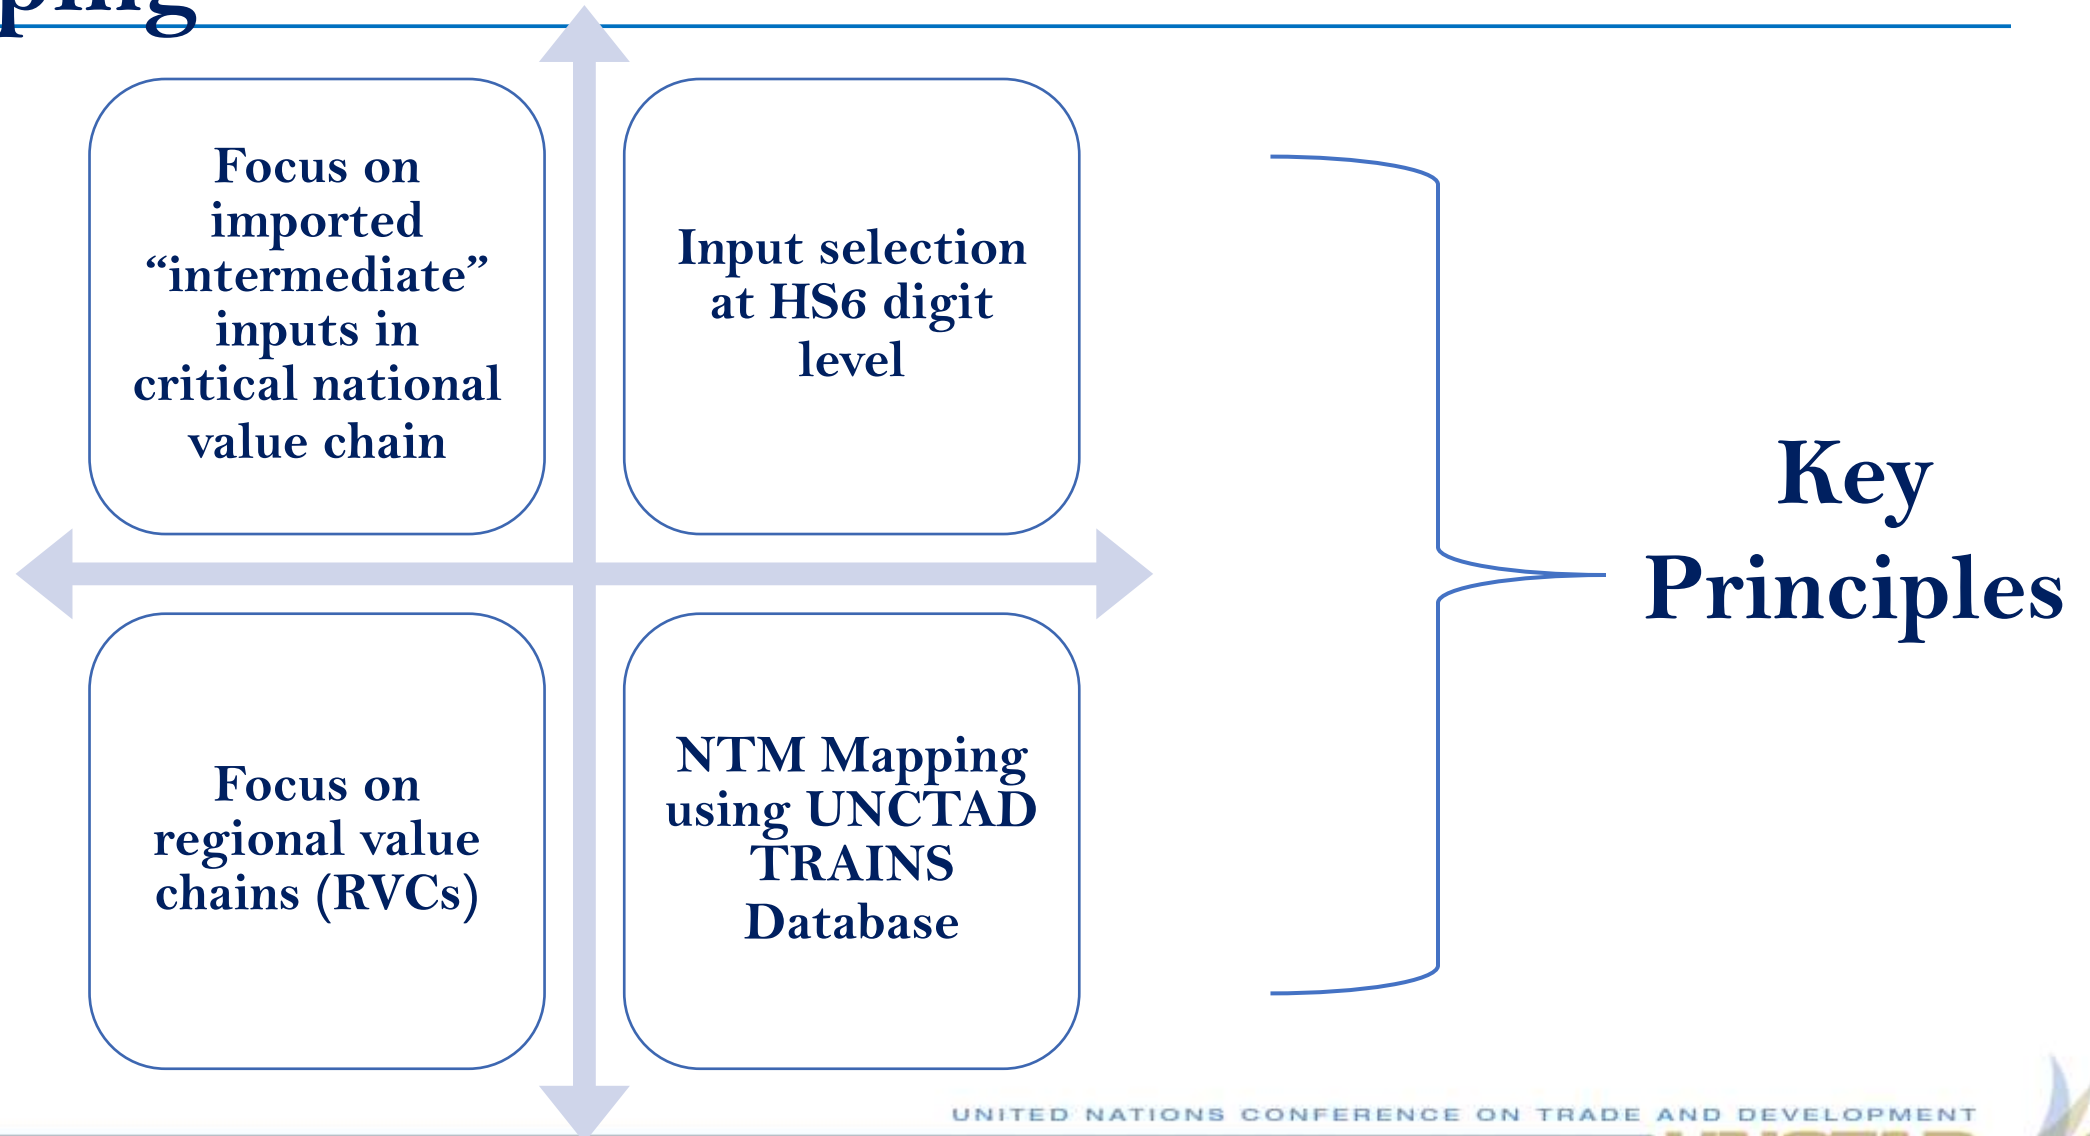 Focus on
imported
“intermediate”
inputs in
critical national
value chain
Input selection
at HS6 digit
level
Focus on
regional value
chains (RVCs)
NTM Mapping
using UNCTAD
TRAINS
Database
Key
Principles
UNITED NATIONS CONFERENCE ON TRADE AND DEVELOPMENT